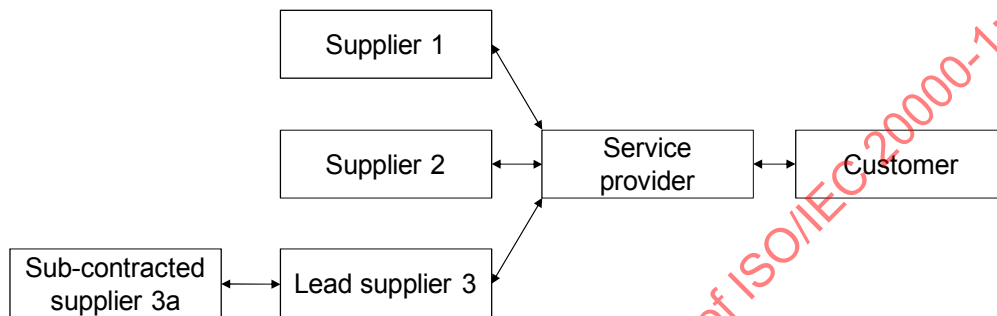 Supplier 1
Supplier 2
Service
provider
Customer
Sub-contracted
supplier 3a
Lead supplier 3
of ISO/IEC 20000-1